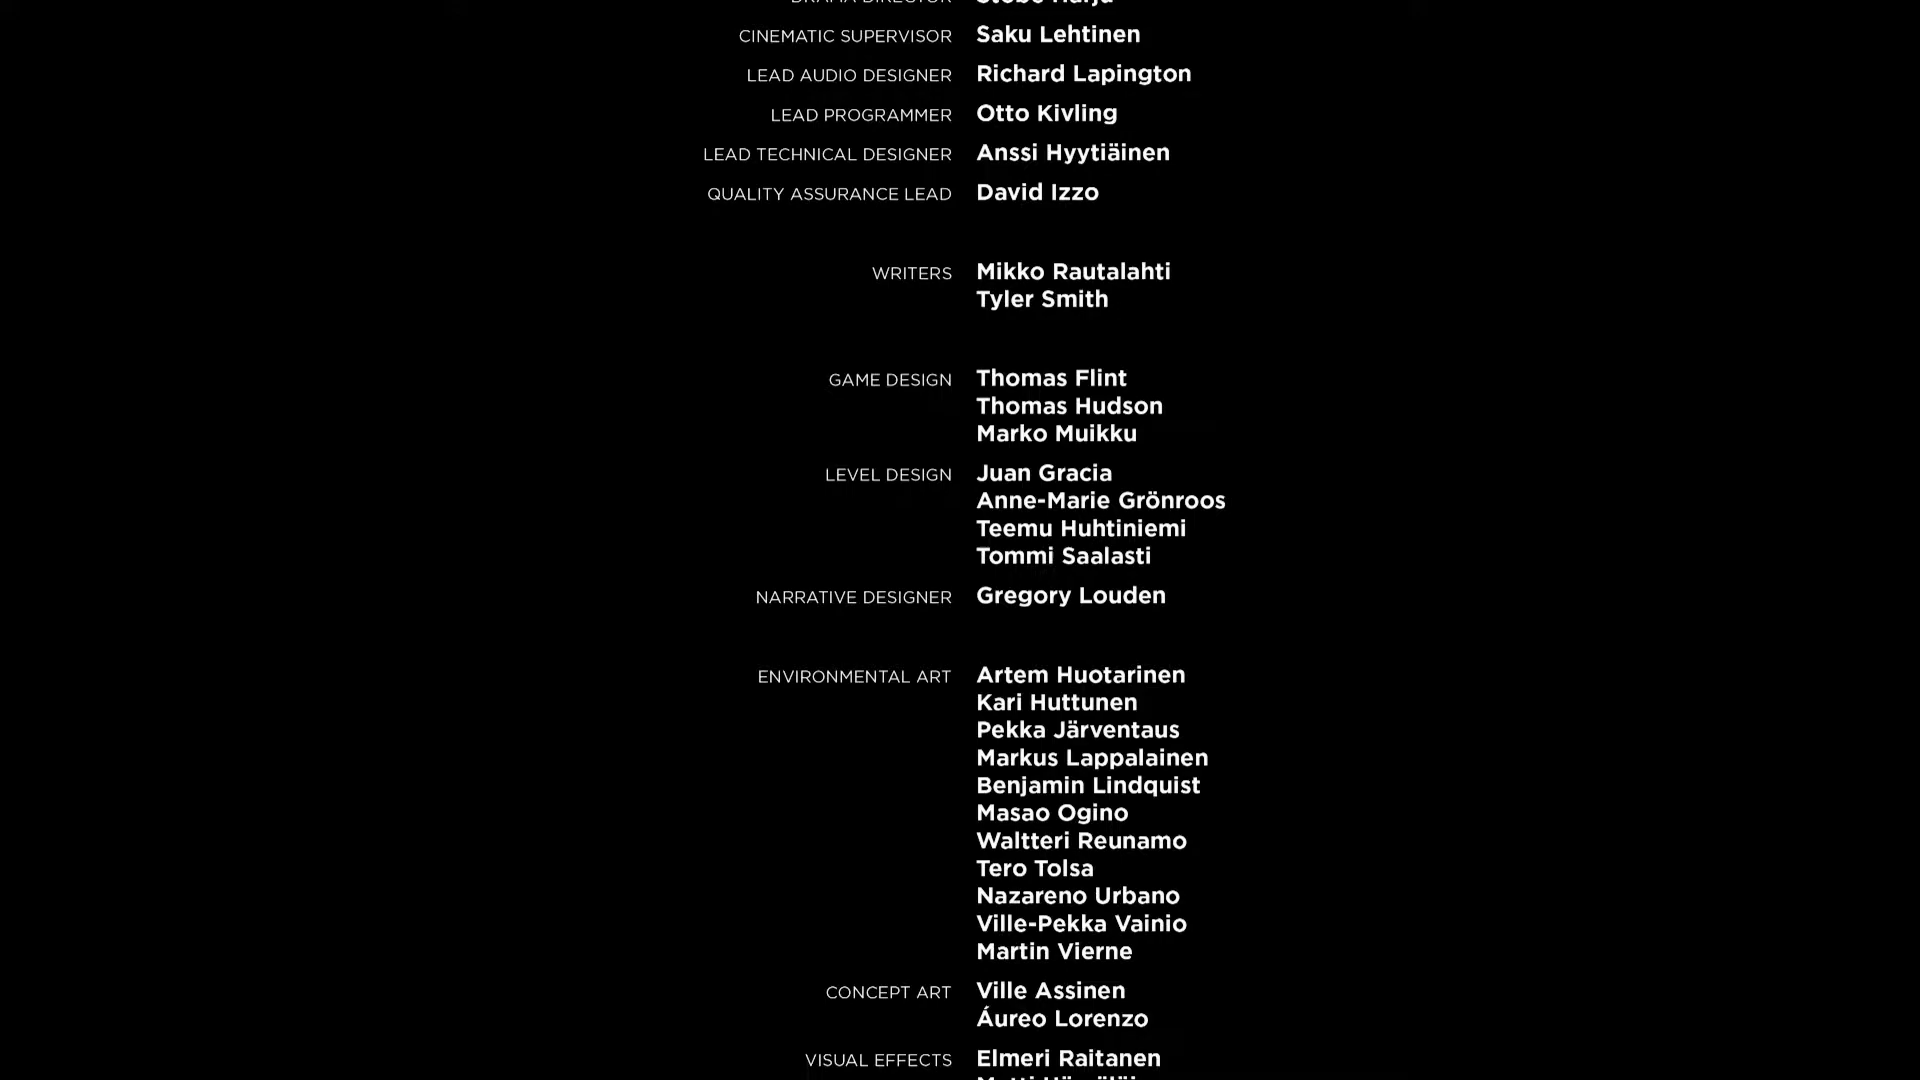 CINEMATIC SUPERVISOR Saku Lehtinen
LEAD AUDIO DESIGNER Richard Lapington
LEAD PROGRAMMER Otto Kivling
LEAD TECHNICAL DESIGNER Anssi Hyytiäinen
QUALITY ASSURANCE LEAD David Izzo
WRITERS Mikko Rautalahti
Tyler Smith
GAME DESIGN Thomas Flint
Thomas Hudson
Marko Muikku
LEVEL DESIGN Juan Gracia
Anne-Marie Grönroos
Teemu Huhtiniemi
Tommi Saalasti
NARRATIVE DESIGNER Gregory Louden
ENVIRONMENTAL ART Artem Huotarinen
Kari Huttunen
Pekka Järventaus
Markus Lappalainen
Benjamin Lindquist
Masao Ogino
Waltteri Reunamo
Tero Tolsa
Nazareno Urbano
Ville-Pekka Vainio
Martin Vierne
CONCEPT ART Ville Assinen
Áureo Lorenzo
VISUAL EFFECTS Elmeri Raitanen